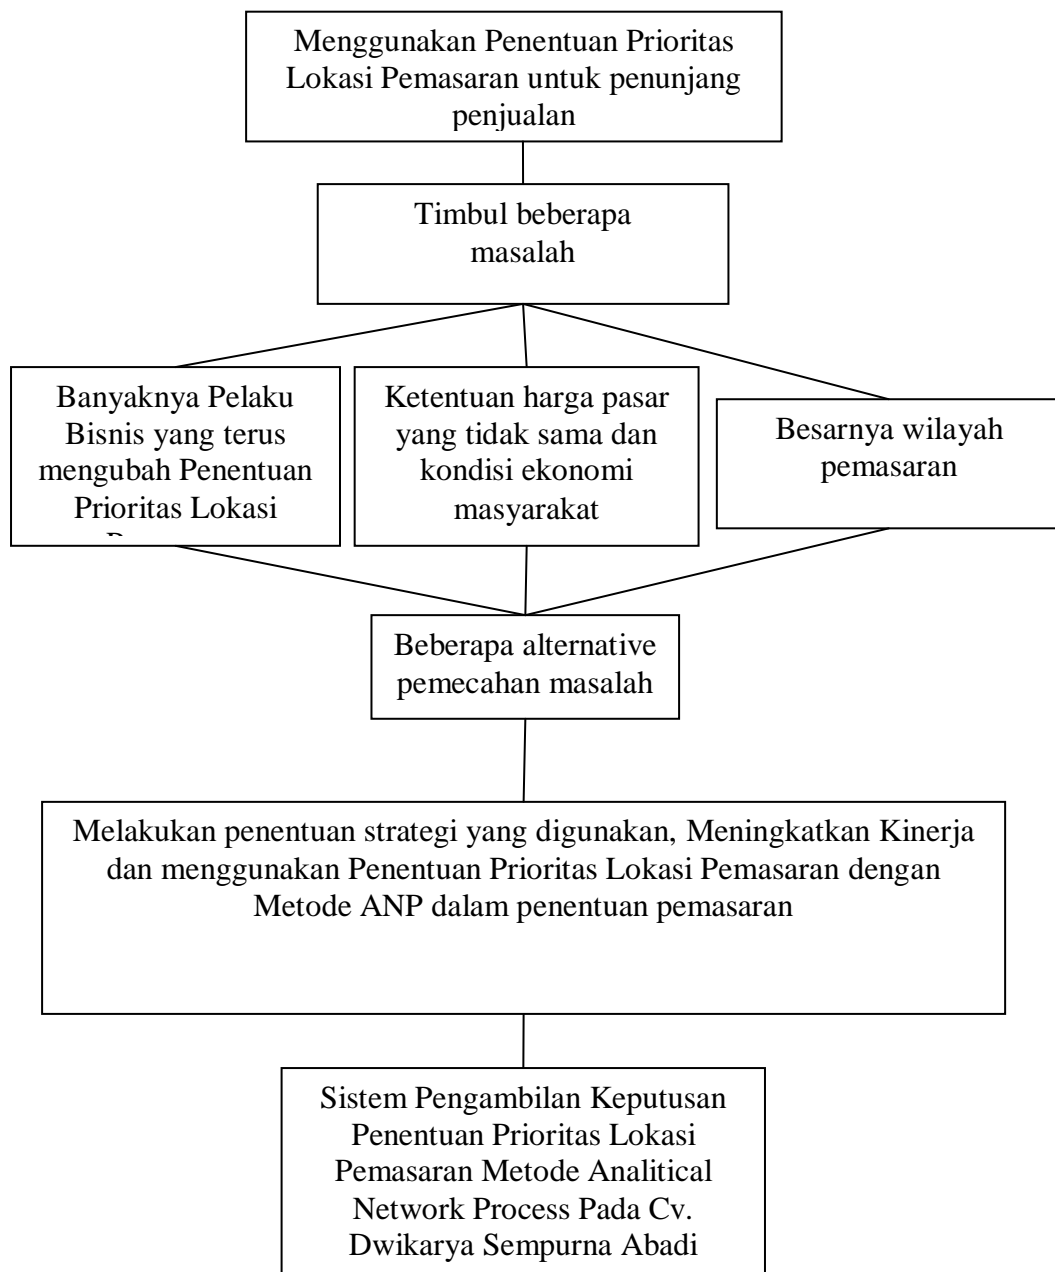 Menggunakan Penentuan Prioritas
Lokasi Pemasaran untuk penunjang
penjualan
Timbul beberapa
masalah
Banyaknya Pelaku
Bisnis yang terus
mengubah Penentuan
Prioritas Lokasi
Ketentuan harga pasar
yang tidak sama dan
kondisi ekonomi
masyarakat
Besarnya wilayah
pemasaran
Beberapa alternative
pemecahan masalah
Melakukan penentuan strategi yang digunakan, Meningkatkan Kinerja
dan menggunakan Penentuan Prioritas Lokasi Pemasaran dengan
Metode ANP dalam penentuan pemasaran
Sistem Pengambilan Keputusan
Penentuan Prioritas Lokasi
Pemasaran Metode Analitical
Network Process Pada Cv.
Dwikarya Sempurna Abadi